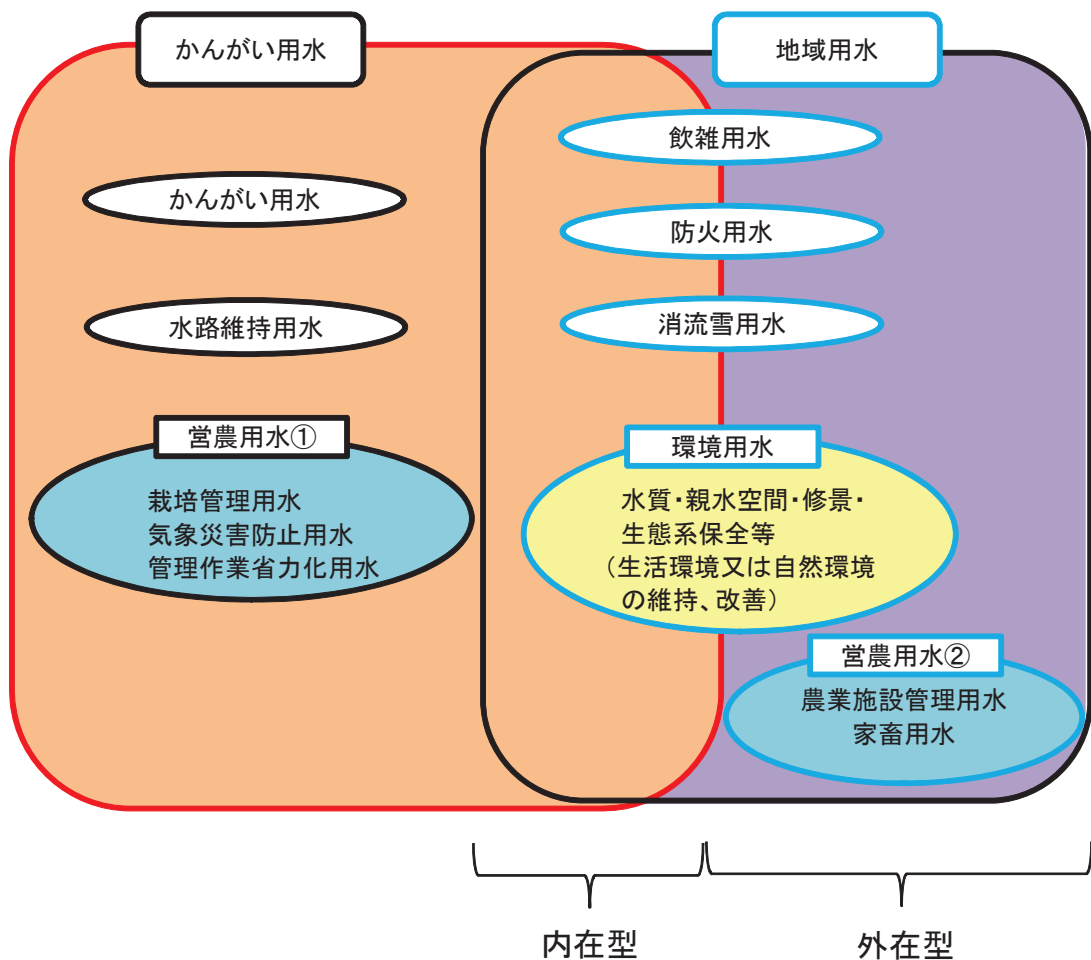 かんがい用水
地域用水
飲雑用水
かんがい用水
防火用水
水路維持用水
消流雪用水
営農用水①
栽培管理用水
気象災害防止用水
管理作業省力化用水
環境用水
水質・親水空間・修景・
生態系保全等
（生活環境又は自然環境
の維持、改善）
営農用水②
農業施設管理用水
家畜用水
内在型
外在型